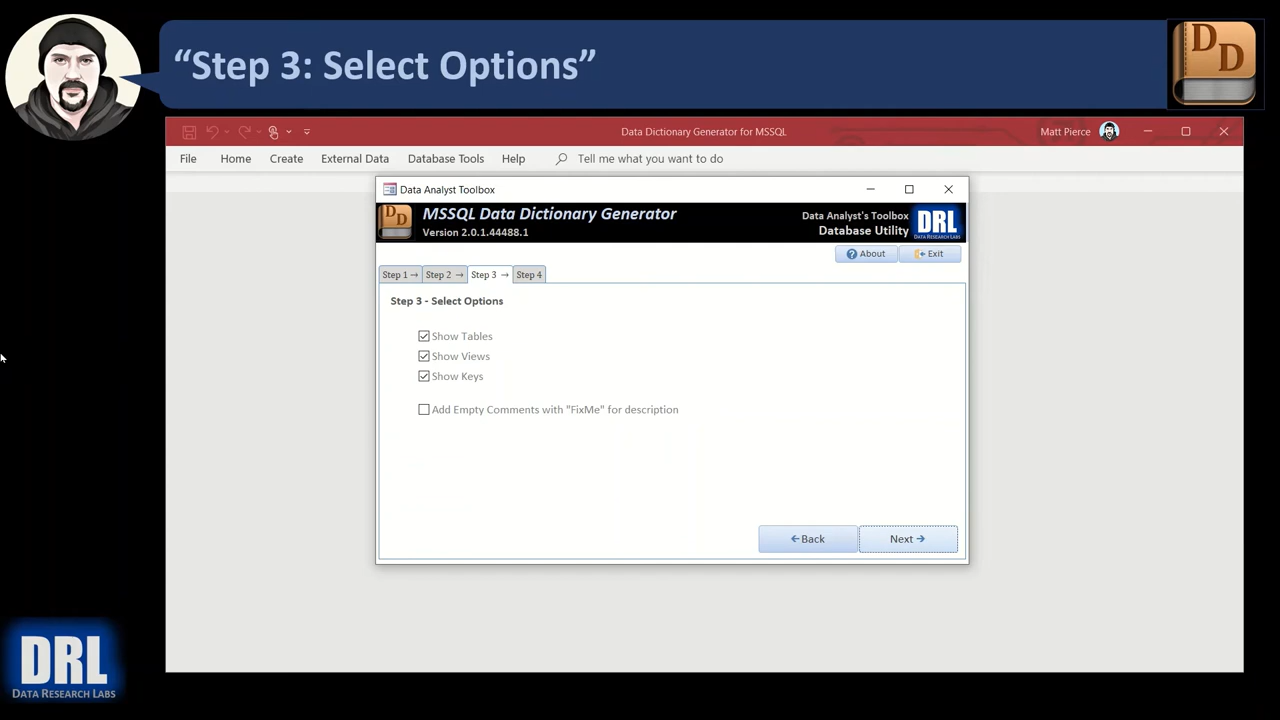 “Step 3: Select Options”
D D
Data Dictionary Generator for MSSQL
Matt Pierce
File Home Create External Data Database Tools Help Tell me what you want to do
Data Analyst Toolbox
D D
MSSQL Data Dictionary Generator
Version 2.0.1.44488.1
Data Analyst's Toolbox
Database Utility
DRL
DATA RESEARCH LABS
? About
Exit
Step 1 → Step 2 → Step 3 → Step 4
Step 3 - Select Options
Show Tables
Show Views
Show Keys
Add Empty Comments with "FixMe" for description
← Back
Next →
DRL
DATA RESEARCH LABS